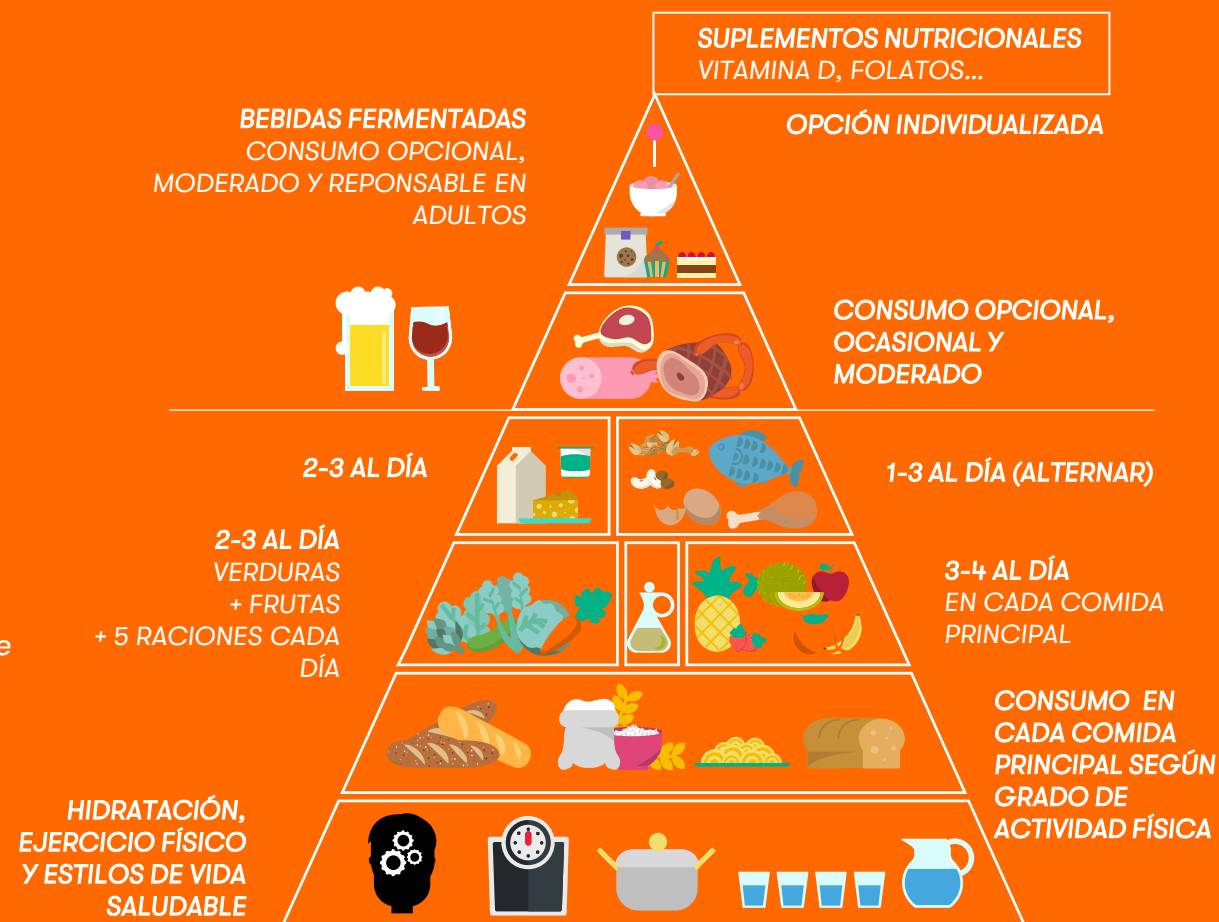 SUPLEMENTOS NUTRICIONALES
VITAMINA D, FOLATOS...
OPCIÓN INDIVIDUALIZADA
BEBIDAS FERMENTADAS
CONSUMO OPCIONAL,
MODERADO Y REPONSABLE EN
ADULTOS
CONSUMO OPCIONAL,
OCASIONAL Y
MODERADO
2-3 AL DÍA
1-3 AL DÍA (ALTERNAR)
2-3 AL DÍA
VERDURAS
+ FRUTAS
+ 5 RACIONES CADA
DÍA
e
3-4 AL DÍA
EN CADA COMIDA
PRINCIPAL
CONSUMO EN
CADA COMIDA
PRINCIPAL SEGÚN
GRADO DE
ACTIVIDAD FÍSICA
HIDRATACIÓN,
EJERCICIO FÍSICO
Y ESTILOS DE VIDA
SALUDABLE